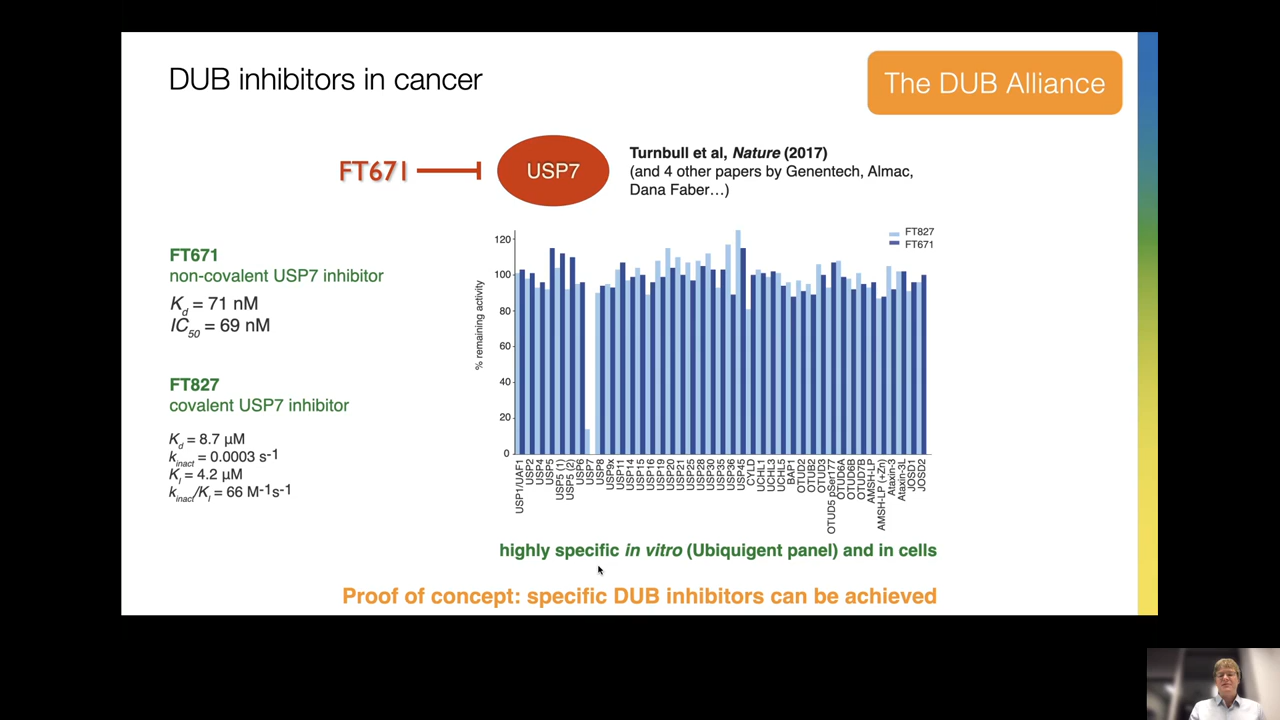 DUB inhibitors in cancer
The DUB Alliance
FT671
USP7
Turnbull et al, Nature (2017)
(and 4 other papers by Genentech, Almac,
Dana Faber…)
FT671
non-covalent USP7 inhibitor
Kd = 71 nM
IC50 = 69 nM
FT827
covalent USP7 inhibitor
Kd = 8.7 µM
kinact = 0.0003 s-1
KI = 4.2 µM
kinact/KI = 66 M-1s-1
FT827
FT671
% remaining activity
120
100
80
60
40
20
0
USP1/UAF1
USP2
USP4
USP5
USP5 (1)
USP5 (2)
USP6
USP7
USP8
USP9x
USP11
USP14
USP15
USP16
USP19
USP20
USP21
USP25
USP28
USP30
USP35
USP36
USP45
CYLD
UCHL1
UCHL3
UCHL5
BAP1
OTUD2
OTUB2
OTUD3
OTUD5 pSer177
OTUD6A
OTUD6B
OTUD7B
AMSH-LP
AMSH-LP (+Zn)
Ataxin-3
Ataxin-3L
JOSD1
JOSD2
highly specific in vitro (Ubiquigent panel) and in cells
Proof of concept: specific DUB inhibitors can be achieved